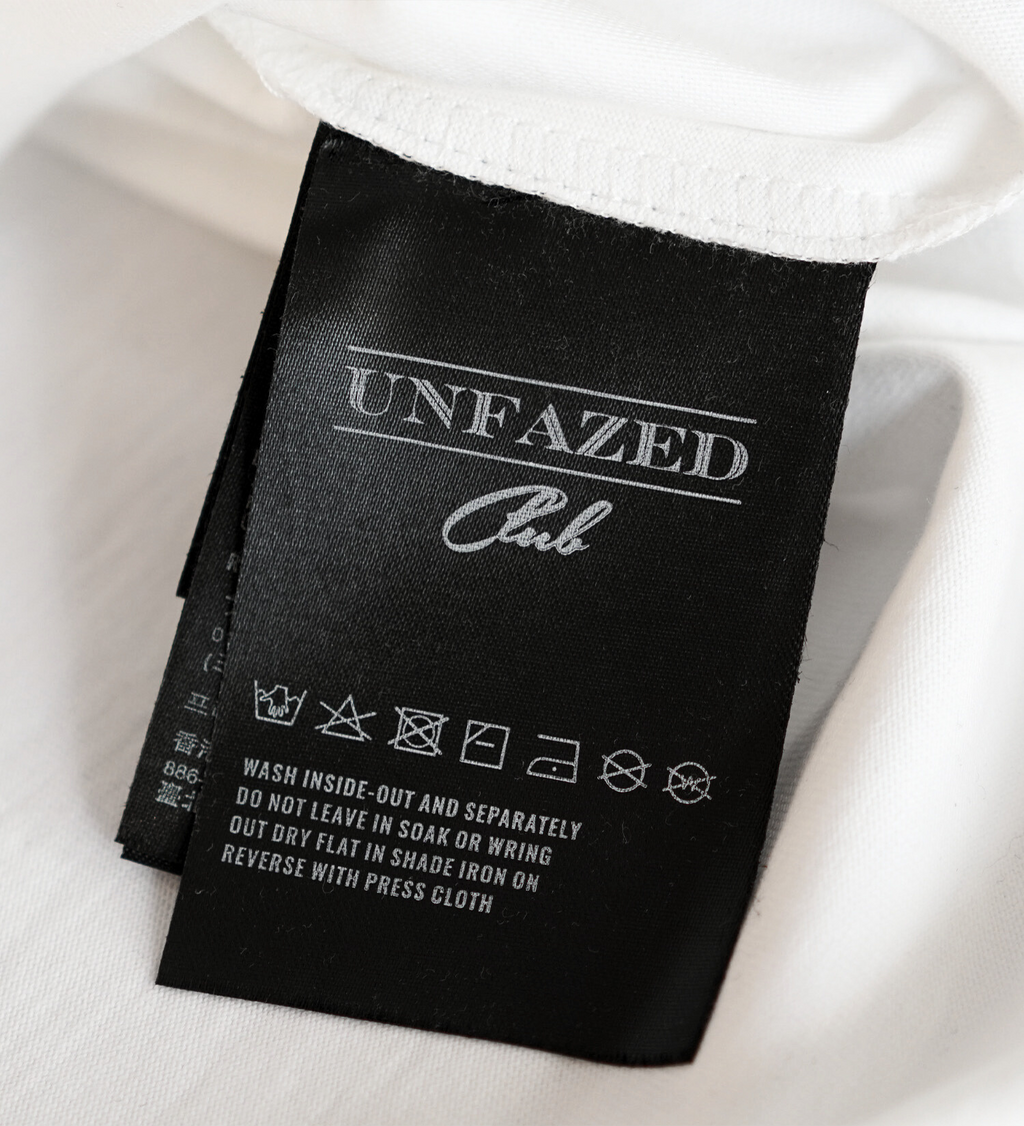 UNFAZED
Club
WASH INSIDE-OUT AND SEPARATELY
DO NOT LEAVE IN SOAK OR WRING
OUT DRY FLAT IN SHADE IRON ON
REVERSE WITH PRESS CLOTH
886